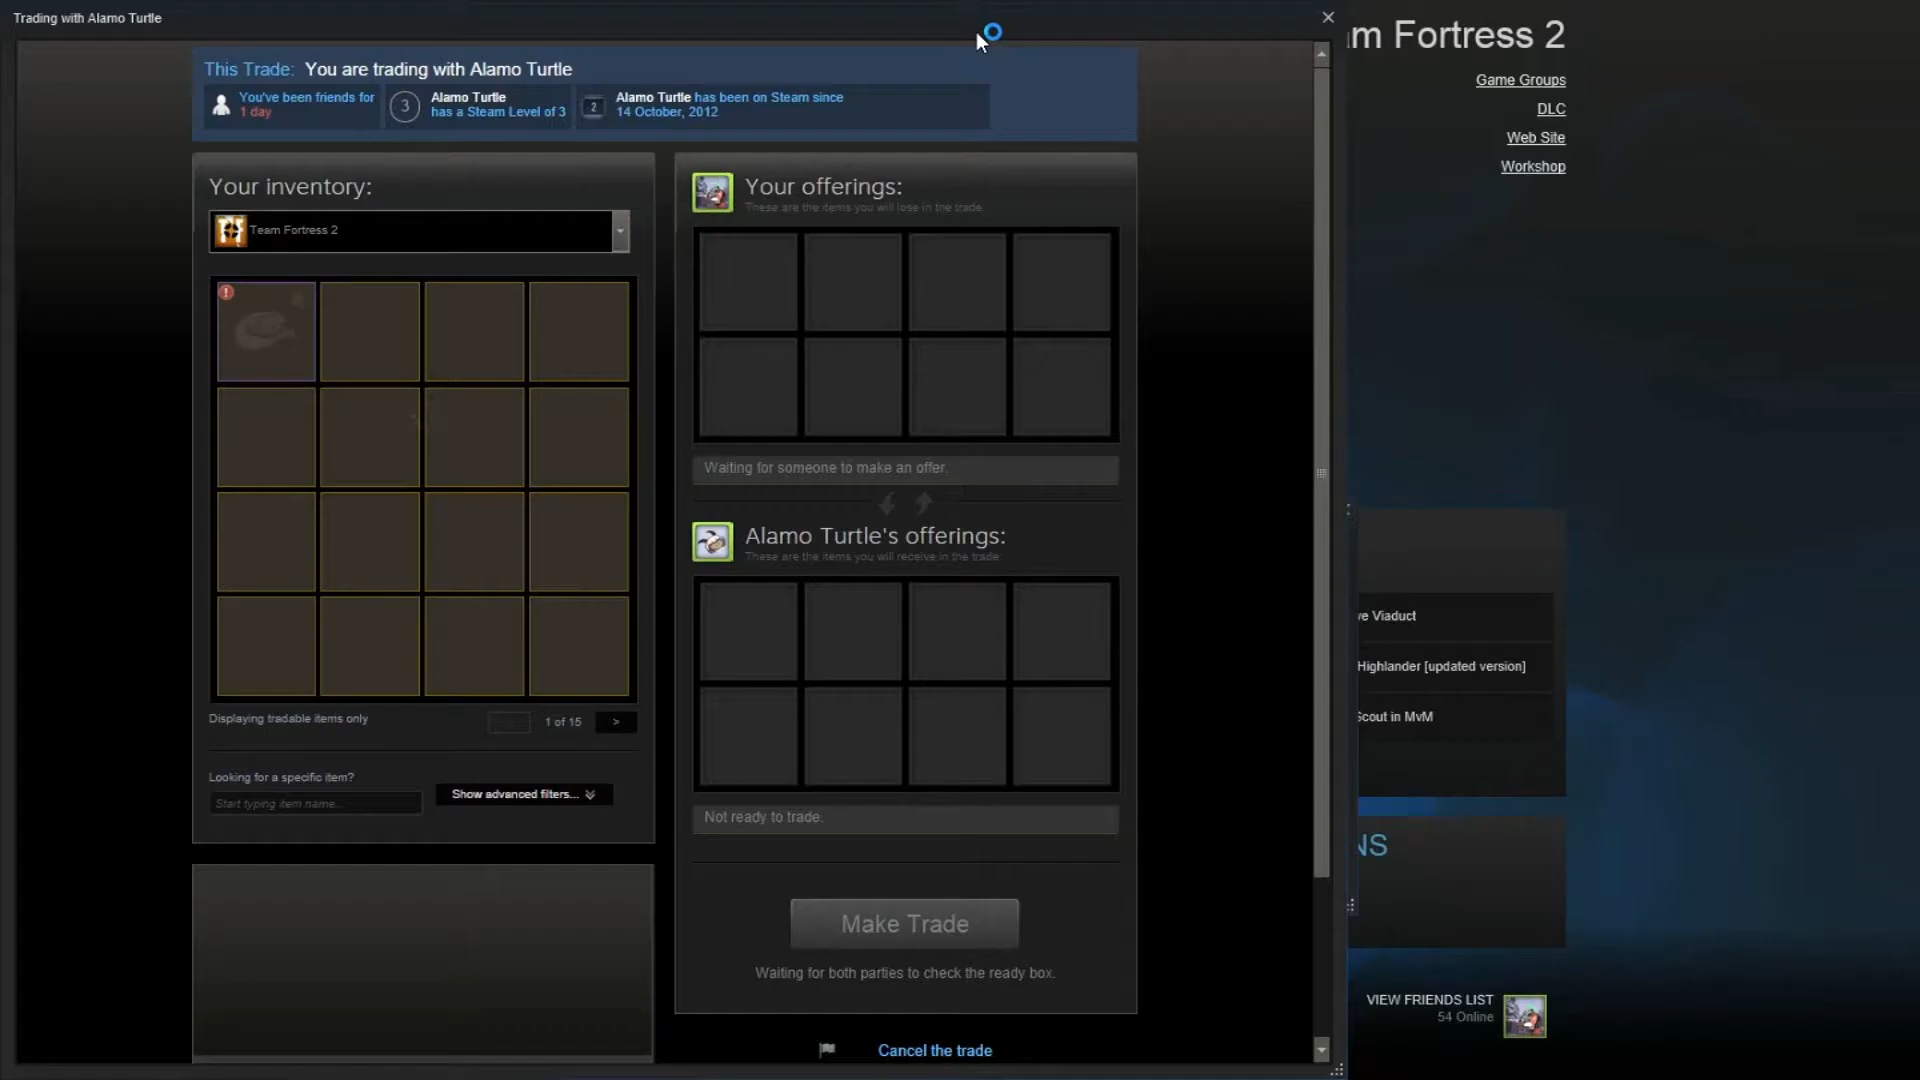 Trading with Alamo Turtle
This Trade: You are trading with Alamo Turtle
You've been friends for
1 day
3
Alamo Turtle
has a Steam Level of 3
2
Alamo Turtle has been on Steam since
14 October, 2012
Your inventory:
Team Fortress 2
Displaying tradable items only
1 of 15
>
Looking for a specific item?
Start typing item name...
Show advanced filters...
Your offerings:
These are the items you will lose in the trade.
Waiting for someone to make an offer.
Alamo Turtle's offerings:
These are the items you will receive in the trade.
Not ready to trade.
Make Trade
Waiting for both parties to check the ready box.
Cancel the trade
m Fortress 2
Game Groups
DLC
Web Site
Workshop
ve Viaduct
Highlander [updated version]
Scout in MvM
NS
VIEW FRIENDS LIST
54 Online